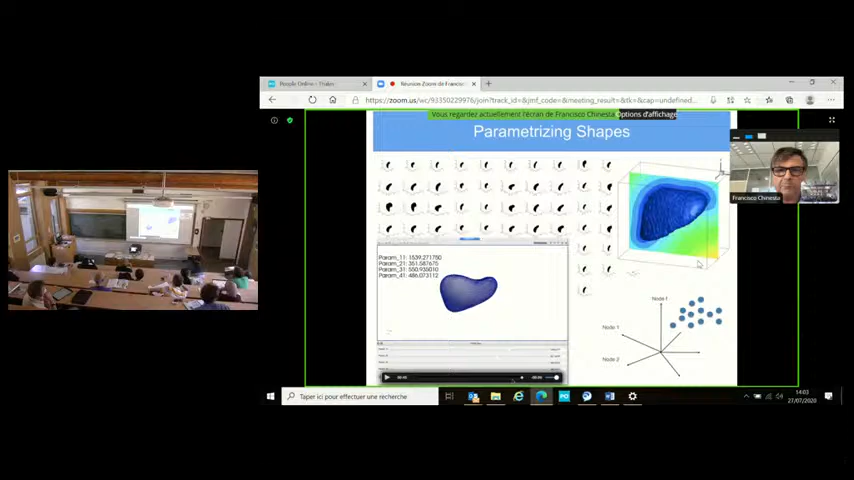 People Online - Thalas
Réunion Zoom de Francis
https://zoom.us/wc/93350229976/join?track_id=&jmf_code=&meeting_result=&tk=&cap=undefined...
Vous regardez actuellement l'écran de Francisco Chinesta
Options d'affichage
Parametrizing Shapes
Francisco Chinesta
Param_11: 1539.271750
Param_21: 351.587675
Param_31: 550.935010
Param_41: 486.073112
Node i
Node 1
Node 2
Taper ici pour effectuer une recherche
14:03
27/07/2020